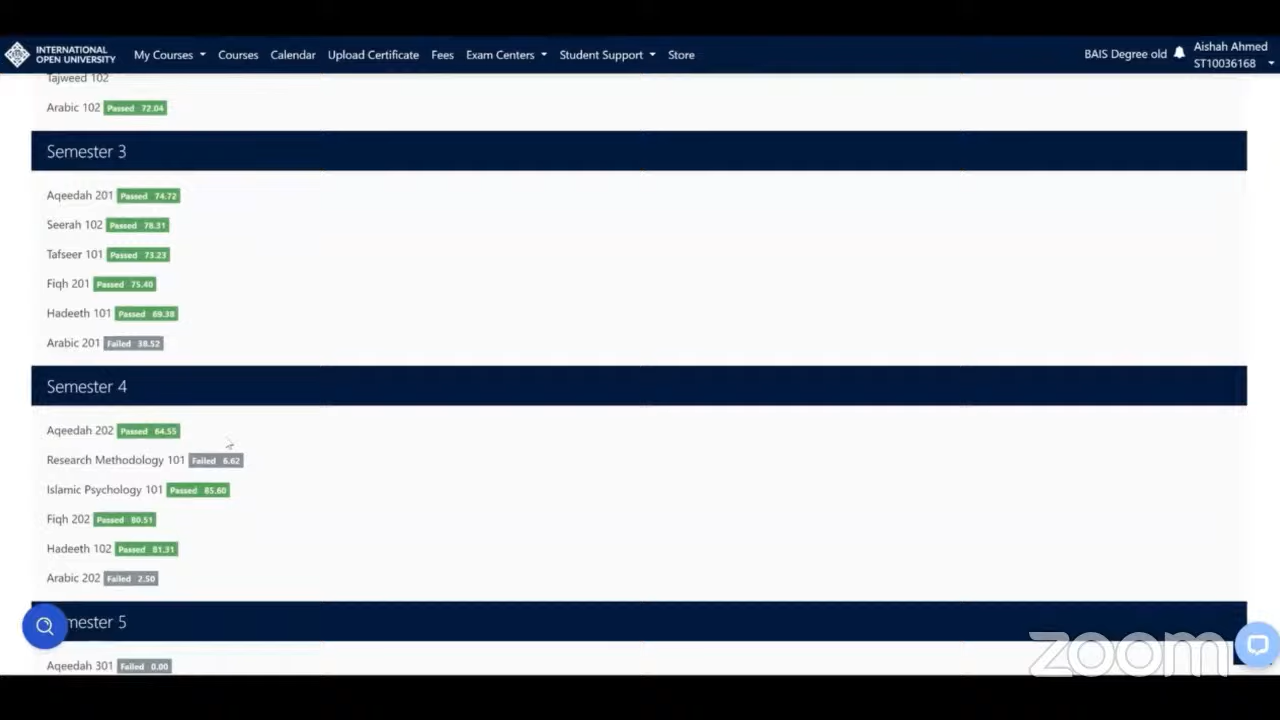 INTERNATIONAL
OPEN UNIVERSITY
My Courses
Courses
Calendar
Upload Certificate
Fees
Exam Centers
Student Support
Store
BAIS Degree old
Aishah Ahmed
ST10036168
Tajweed 102
Arabic 102 Passed 72.04
Semester 3
Aqeedah 201 Passed 74.72
Seerah 102 Passed 78.31
Tafseer 101 Passed 73.23
Fiqh 201 Passed 75.40
Hadeeth 101 Passed 69.38
Arabic 201 Failed 38.52
Semester 4
Aqeedah 202 Passed 64.55
Research Methodology 101 Failed 6.62
Islamic Psychology 101 Passed 85.60
Fiqh 202 Passed 80.51
Hadeeth 102 Passed 81.31
Arabic 202 Failed 2.50
mester 5
Aqeedah 301 Failed 0.00
zoom